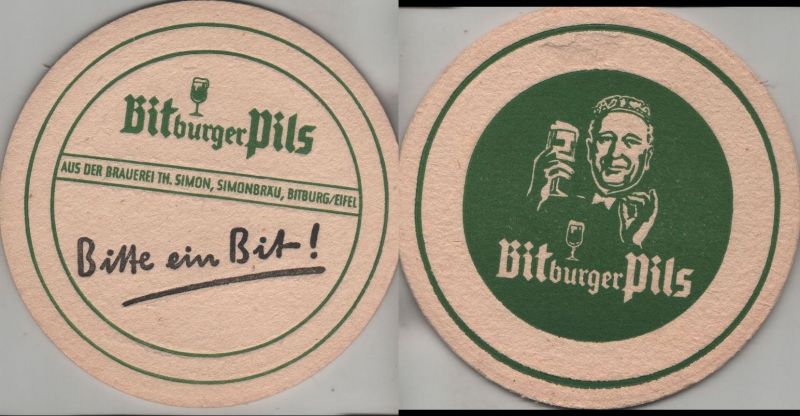 Bitburger Pils
AUS DER BRAUEREI TH. SIMON, SIMONBRÄU, BITBURG/EIFEL
Bitte ein Bit!
Bitburger Pils